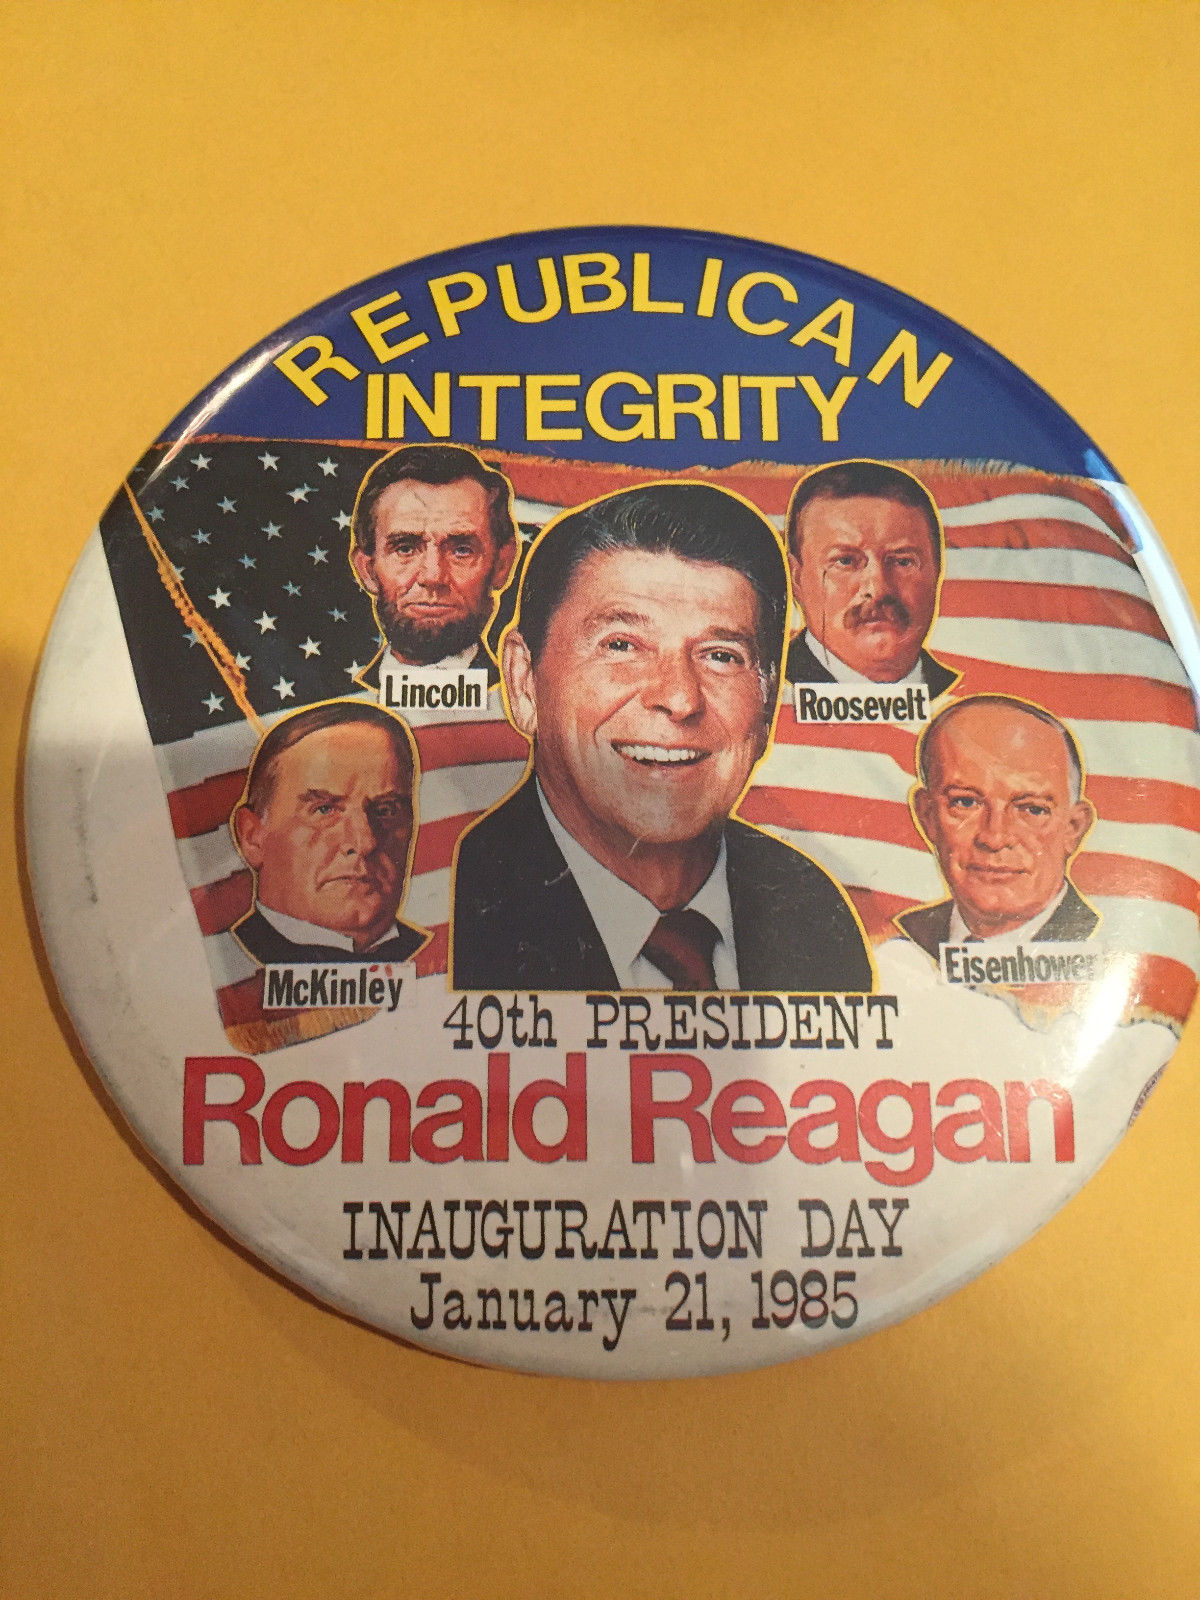 REPUBLICAN
INTEGRITY
Lincoln
Roosevelt
McKinley
Eisenhower
40th PRESIDENT
Ronald Reagan
INAUGURATION DAY
January 21, 1985